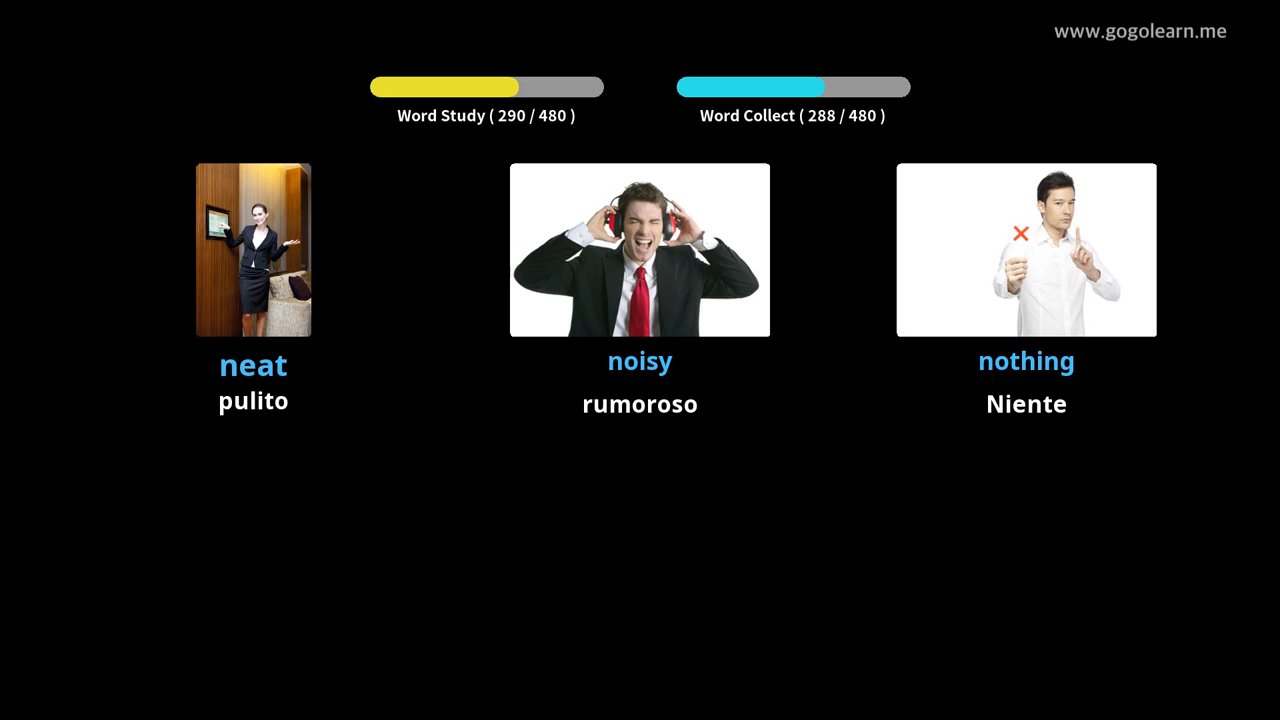 www.gogolearn.me
Word Study ( 290 / 480 )
Word Collect ( 288 / 480 )
neat
pulito
noisy
rumoroso
nothing
Niente